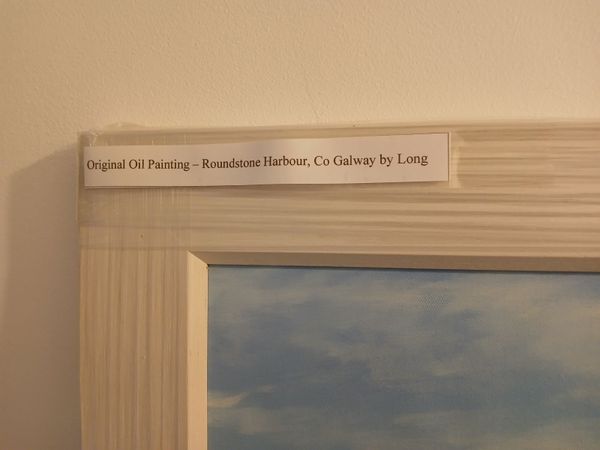 Original Oil Painting – Roundstone Harbour, Co Galway by Long